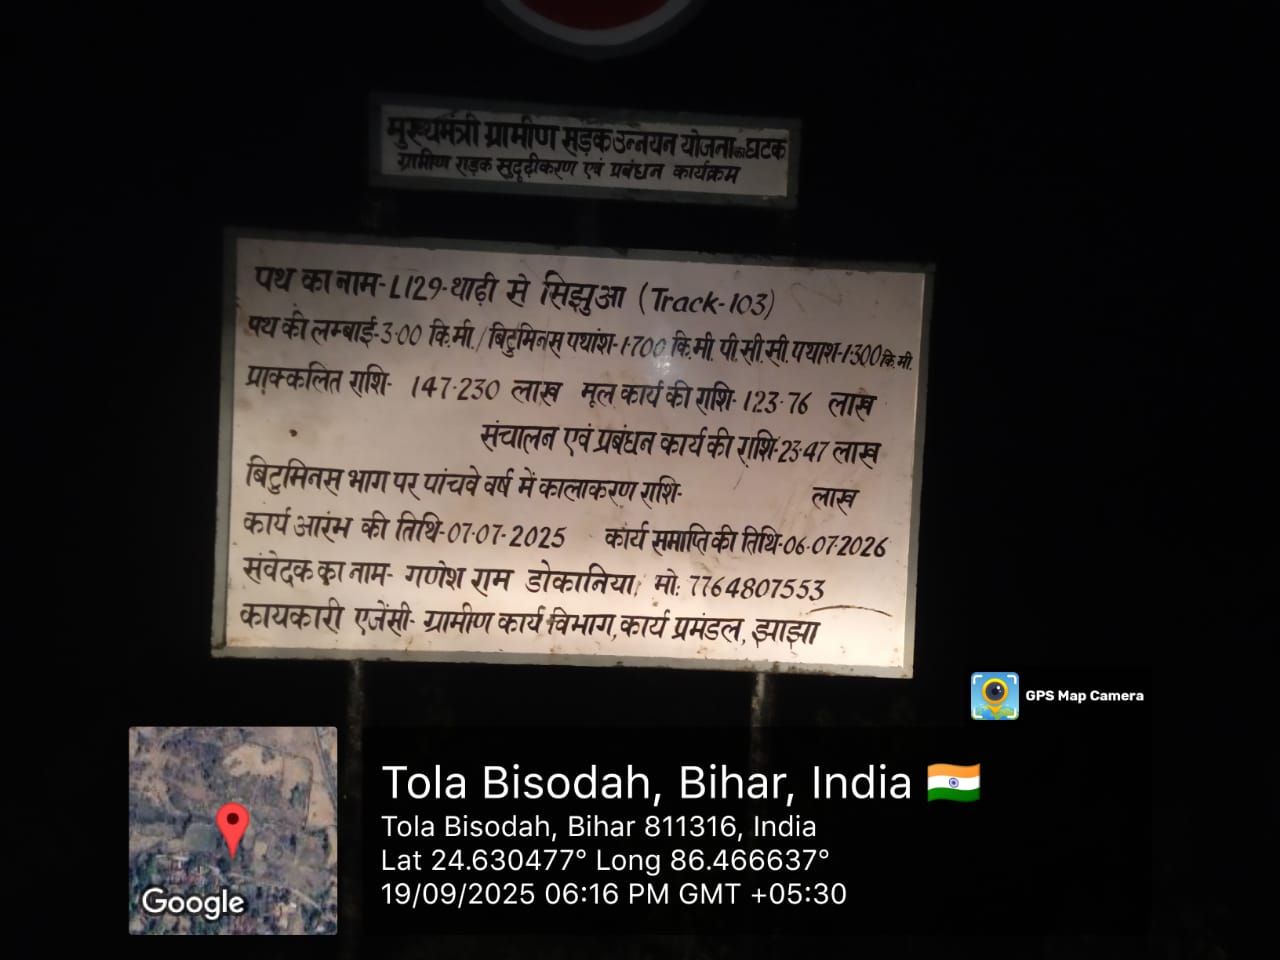 मुख्यमंत्री ग्रामीण सड़क उन्नयन योजना का घटक
ग्रामीण सड़क सुदृढ़ीकरण एवं प्रबंधन कार्यक्रम
पथ का नाम-L129-थाढ़ी से सिझुआ (Track-103)
पथ की लम्बाई-3.00 कि.मी./बिटुमिनस पथांश-1.700 कि.मी. पी.सी.सी. पथाश-1.300 कि.मी.
प्राक्कलित राशि- 147.230 लाख मूल कार्य की राशि-123.76 लाख
संचालन एवं प्रबंधन कार्य की राशि-23.47 लाख
बिटुमिनस भाग पर पांचवे वर्ष में कालाकरण राशि- लाख
कार्य आरंभ की तिथि-07.07.2025 कार्य समाप्ति की तिथि-06.07.2026
संवेदक का नाम- गणेश राम डोकानिया, मो: 7764807553
कायकारी एजेंसी- ग्रामीण कार्य विभाग, कार्य प्रमंडल, झाझा
GPS Map Camera
Tola Bisodah, Bihar, India
Tola Bisodah, Bihar 811316, India
Lat 24.630477° Long 86.466637°
19/09/2025 06:16 PM GMT +05:30
Google